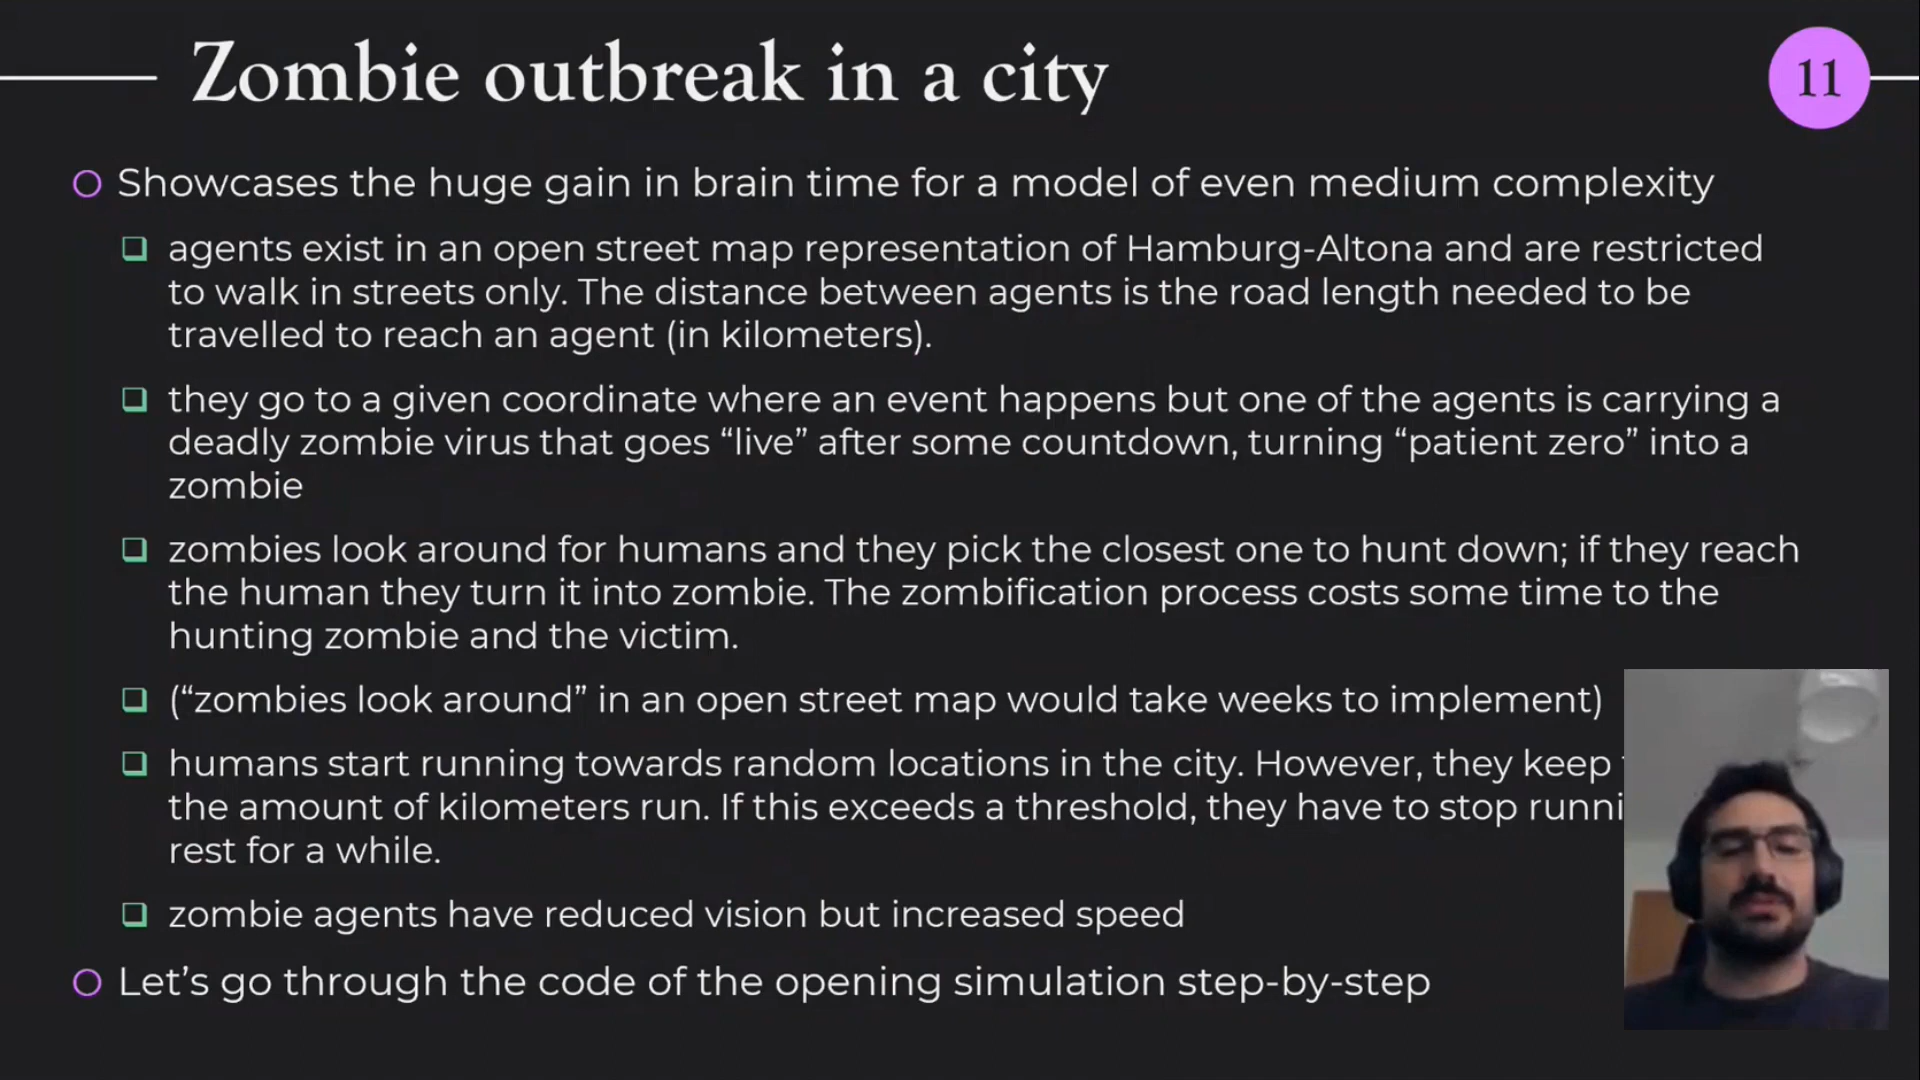 Zombie outbreak in a city
11
Showcases the huge gain in brain time for a model of even medium complexity
agents exist in an open street map representation of Hamburg-Altona and are restricted
to walk in streets only. The distance between agents is the road length needed to be
travelled to reach an agent (in kilometers).
they go to a given coordinate where an event happens but one of the agents is carrying a
deadly zombie virus that goes “live” after some countdown, turning “patient zero” into a
zombie
zombies look around for humans and they pick the closest one to hunt down; if they reach
the human they turn it into zombie. The zombification process costs some time to the
hunting zombie and the victim.
(“zombies look around” in an open street map would take weeks to implement)
humans start running towards random locations in the city. However, they keep
the amount of kilometers run. If this exceeds a threshold, they have to stop
rest for a while.
zombie agents have reduced vision but increased speed
Let’s go through the code of the opening simulation step-by-step